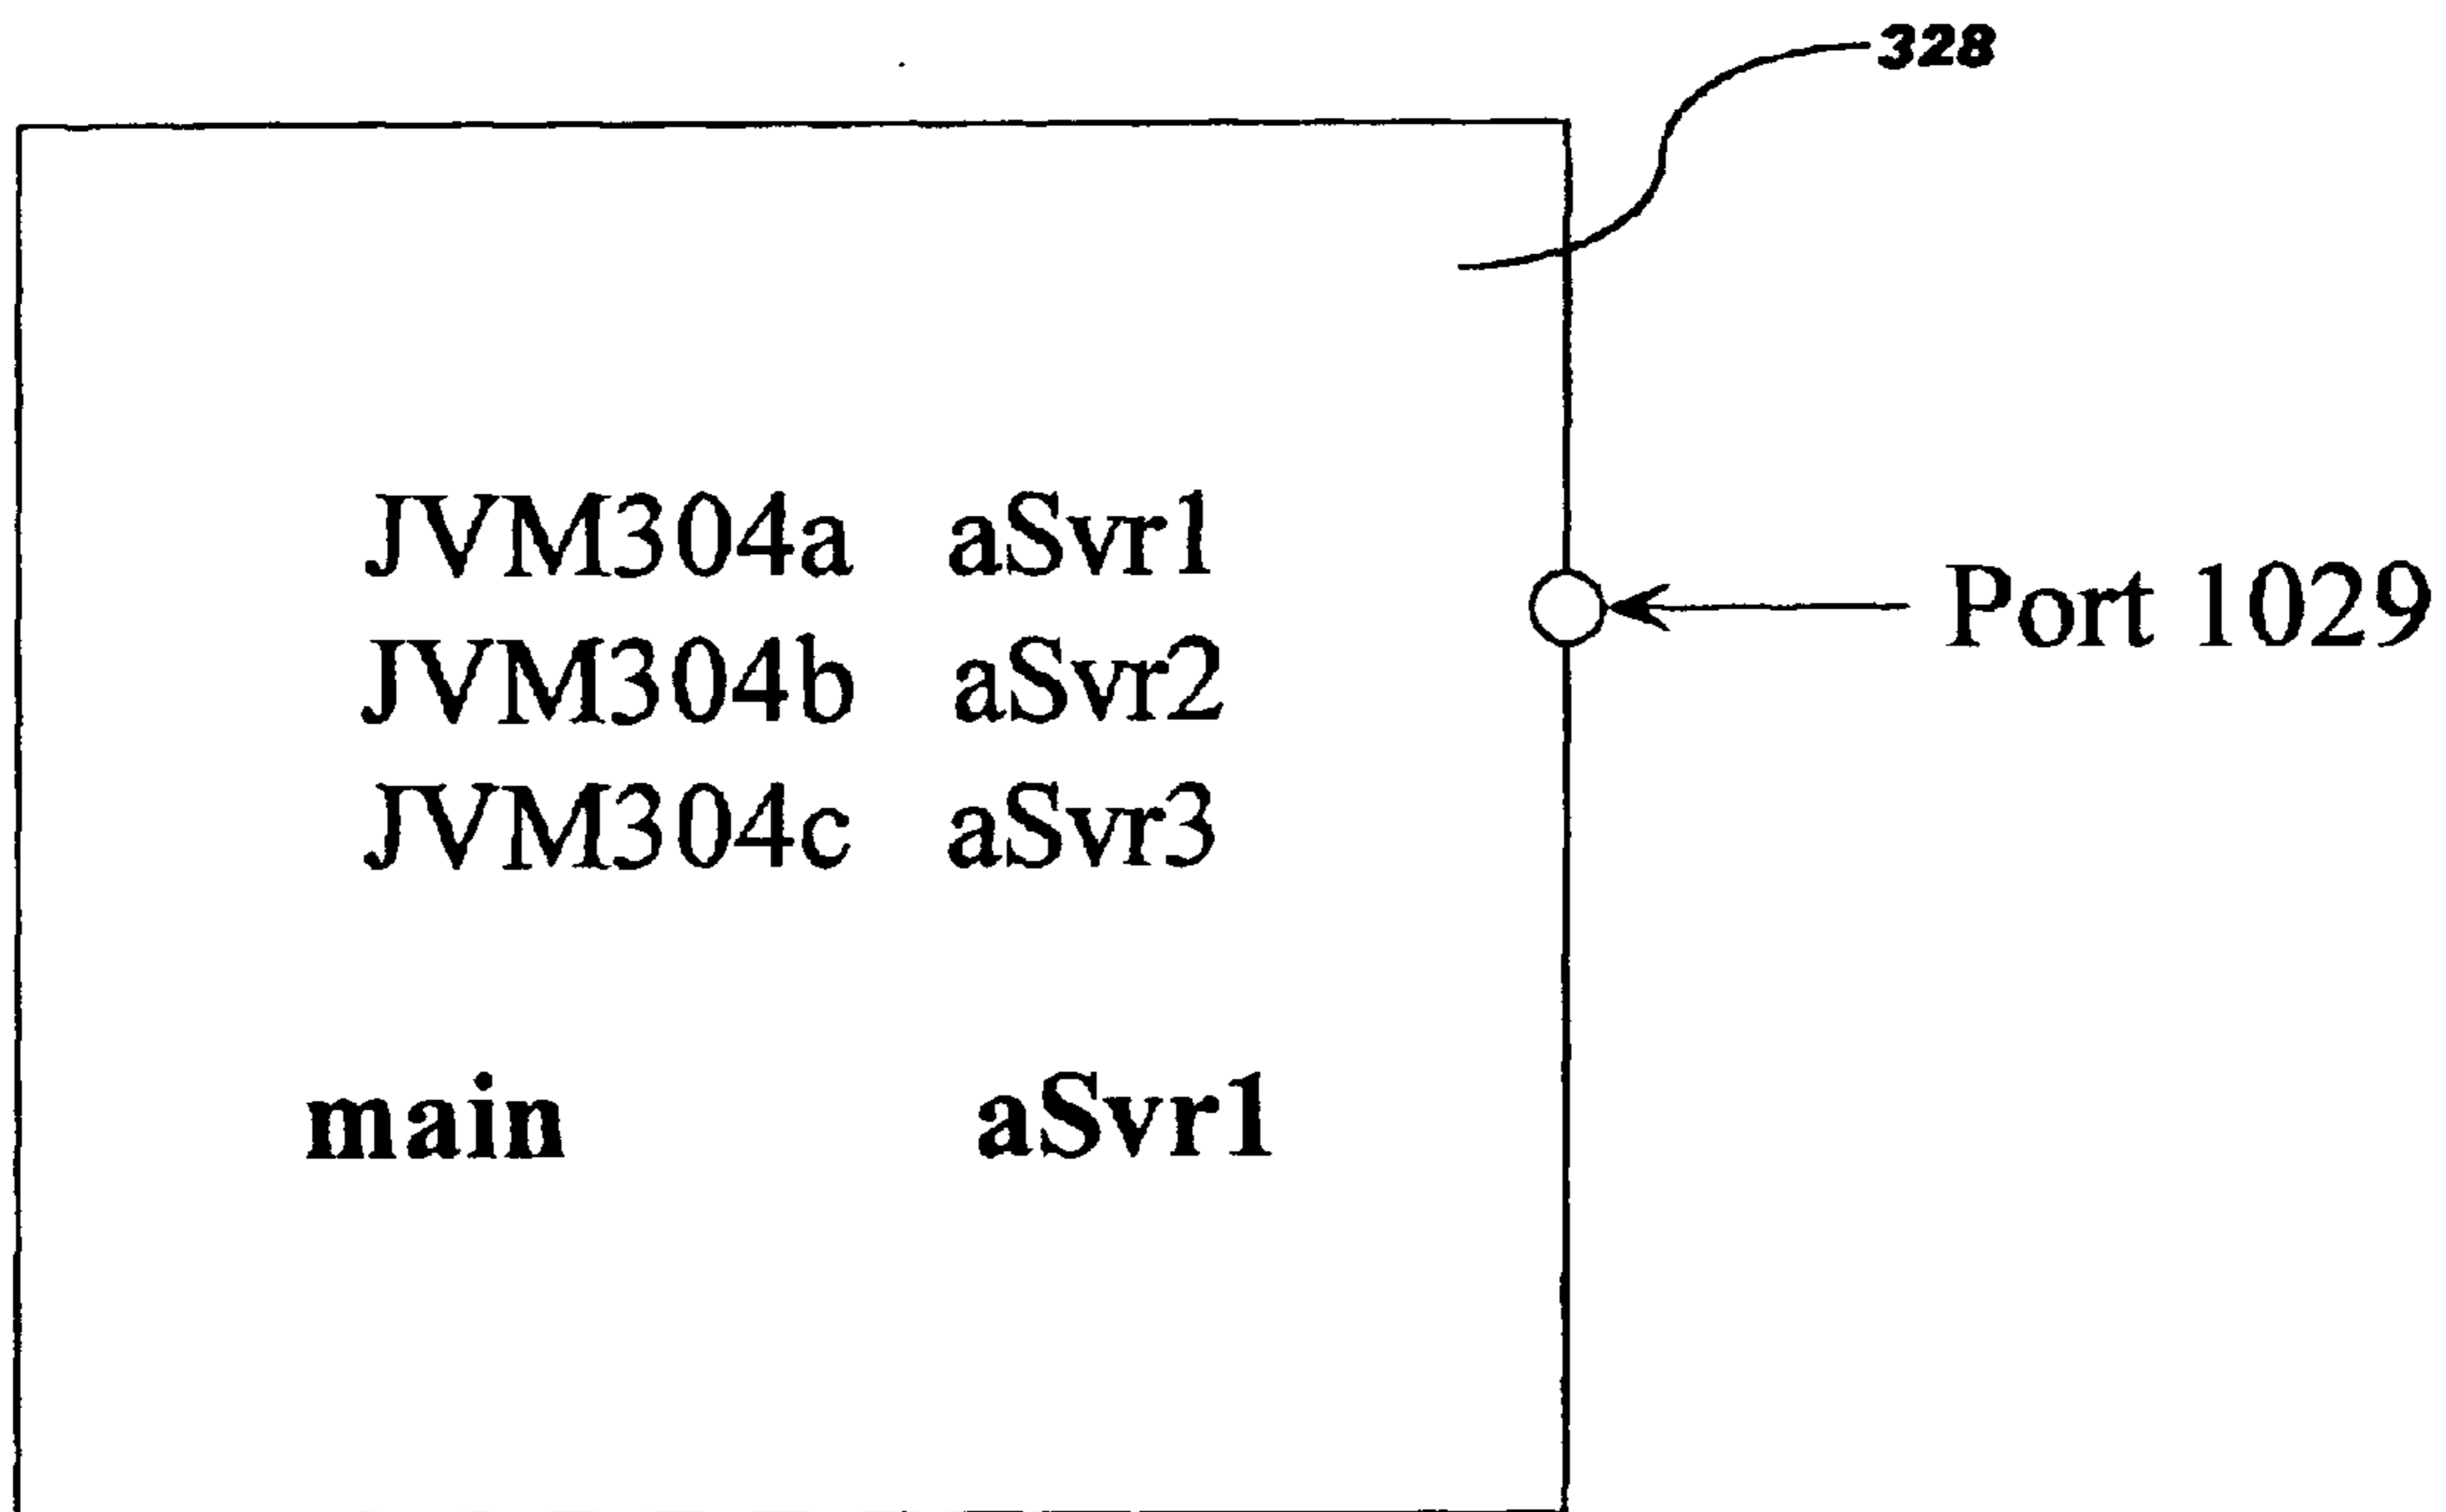 328
JVM304a aSvr1
Port 1029
JVM304b aSvr2
JVM304c aSvr3
main aSvr1